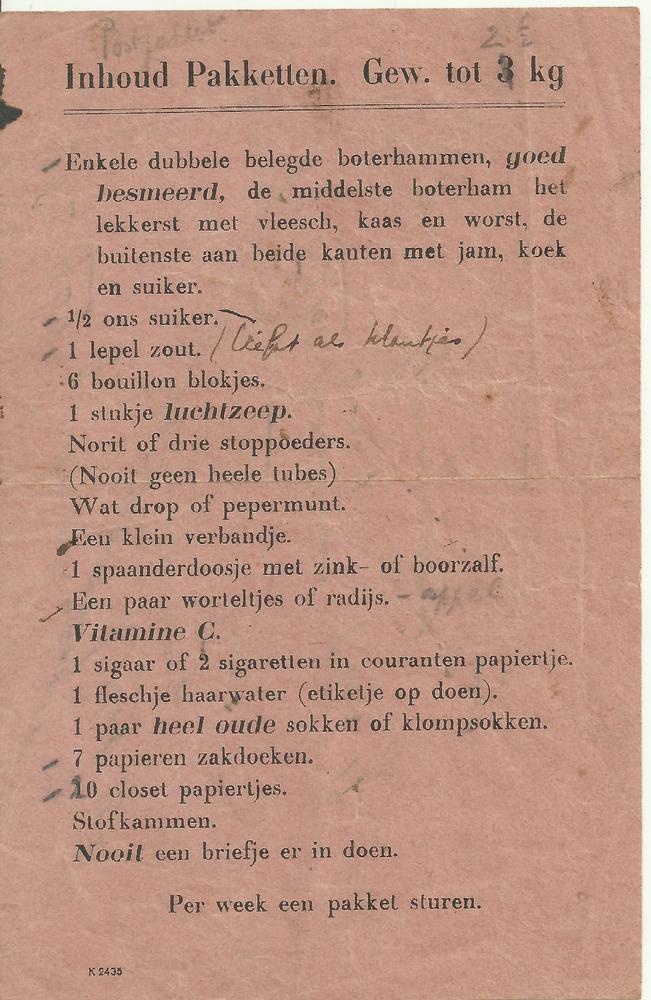 Postpakket 2 1/2
Inhoud Pakketten. Gew. tot 3 kg
Enkele dubbele belegde boterhammen, goed
besmeerd, de middelste boterham het
lekkerst met vleesch, kaas en worst, de
buitenste aan beide kanten met jam, koek
en suiker.
1/2 ons suiker.
1 lepel zout. (liefst als klontjes)
6 bouillon blokjes.
1 stukje luchtzeep.
Norit of drie stoppoeders.
(Nooit geen heele tubes)
Wat drop of pepermunt.
Een klein verbandje.
1 spaanderdoosje met zink- of boorzalf.
Een paar worteltjes of radijs. - appel
Vitamine C.
1 sigaar of 2 sigaretten in couranten papiertje.
1 fleschje haarwater (etiketje op doen).
1 paar heel oude sokken of klompsokken.
7 papieren zakdoeken.
10 closet papiertjes.
Stofkammen.
Nooit een briefje er in doen.
Per week een pakket sturen.
K 2435